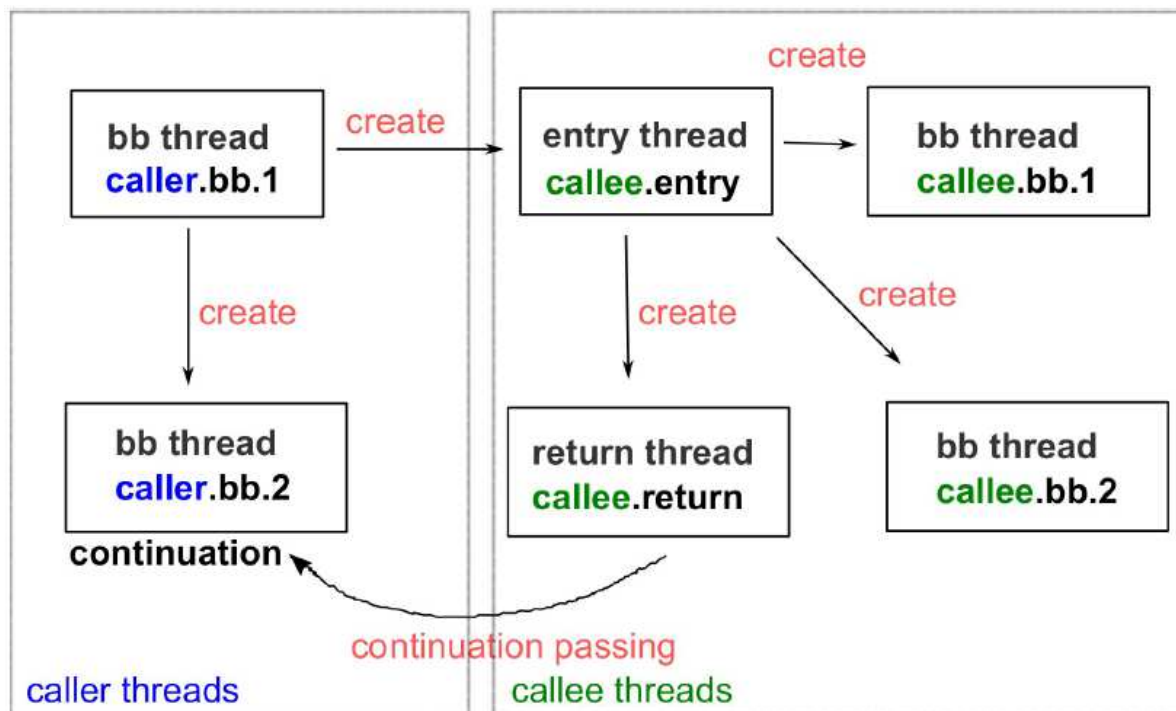 create
bb thread
caller.bb.1
create
entry thread
callee.entry
bb thread
callee.bb.1
create
create
create
bb thread
caller.bb.2
continuation
return thread
callee.return
bb thread
callee.bb.2
continuation passing
caller threads
callee threads